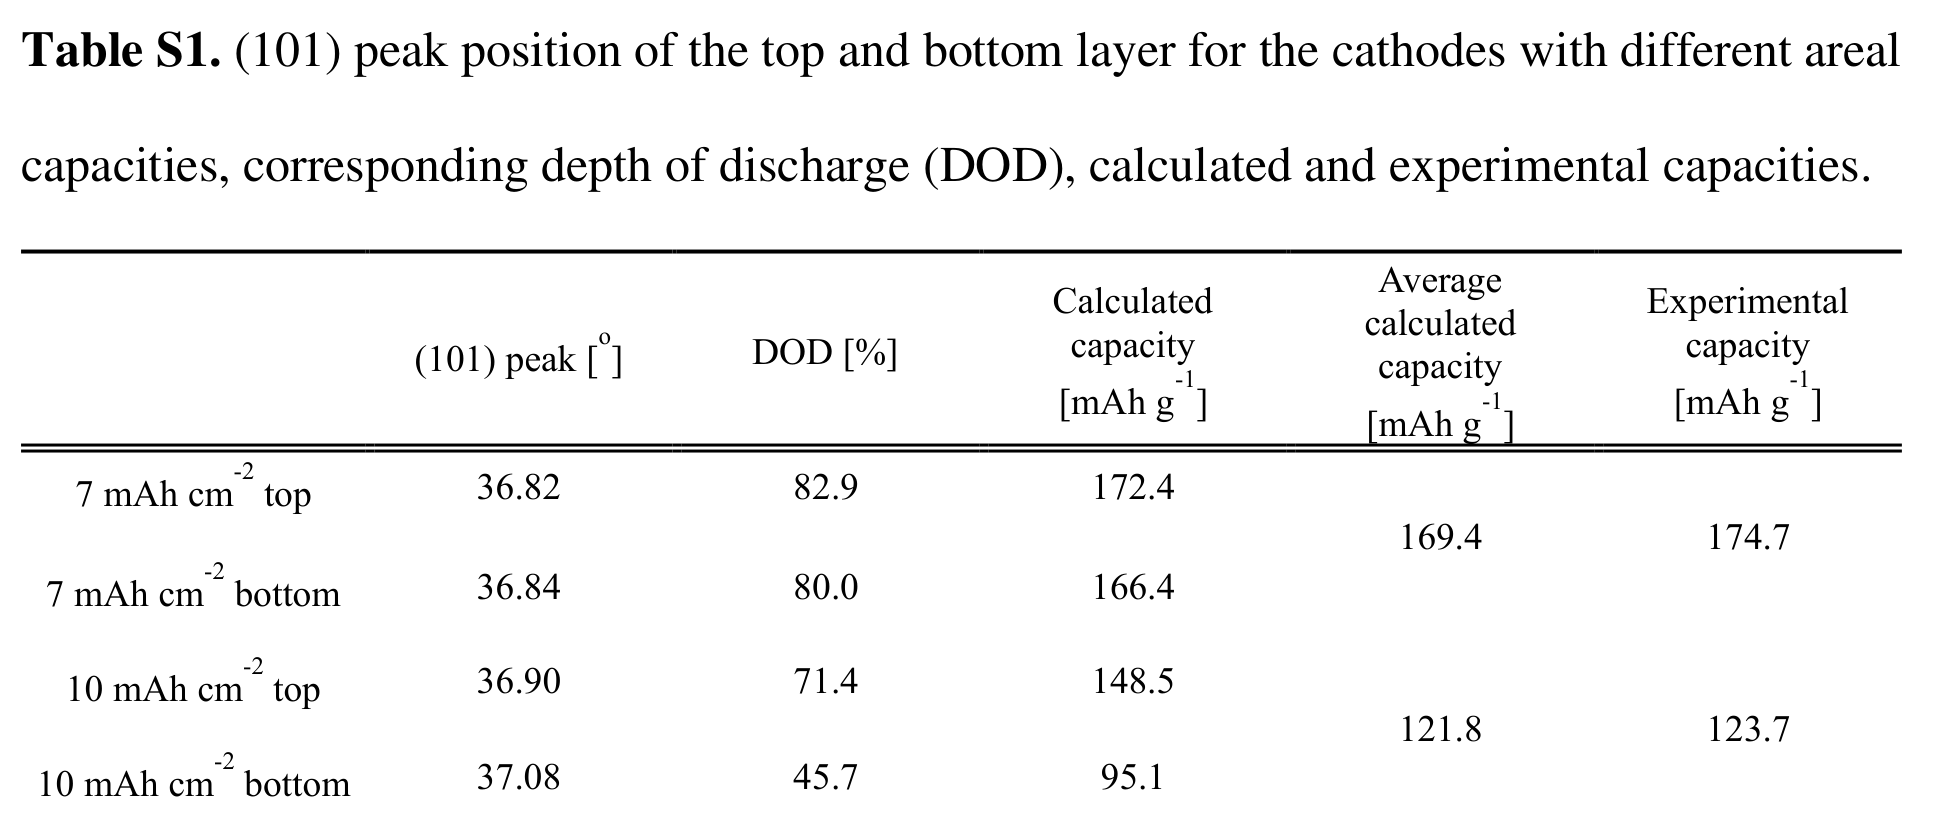 Table S1. (101) peak position of the top and bottom layer for the cathodes with different areal
capacities, corresponding depth of discharge (DOD), calculated and experimental capacities.
(101) peak [°] DOD [%] Calculated capacity [mAh g⁻¹] Average calculated capacity [mAh g⁻¹] Experimental capacity [mAh g⁻¹]
7 mAh cm⁻² top 36.82 82.9 172.4
169.4 174.7
7 mAh cm⁻² bottom 36.84 80.0 166.4
10 mAh cm⁻² top 36.90 71.4 148.5
121.8 123.7
10 mAh cm⁻² bottom 37.08 45.7 95.1